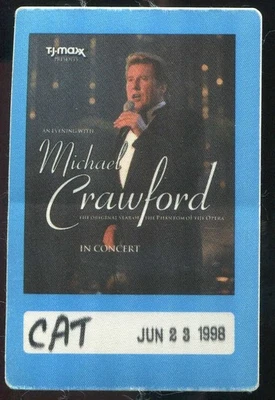 T·J·maxx
PRESENTS
AN EVENING WITH
Michael
Crawford
THE ORIGINAL STAR OF THE PHANTOM OF THE OPERA
IN CONCERT
CAT JUN 23 1998